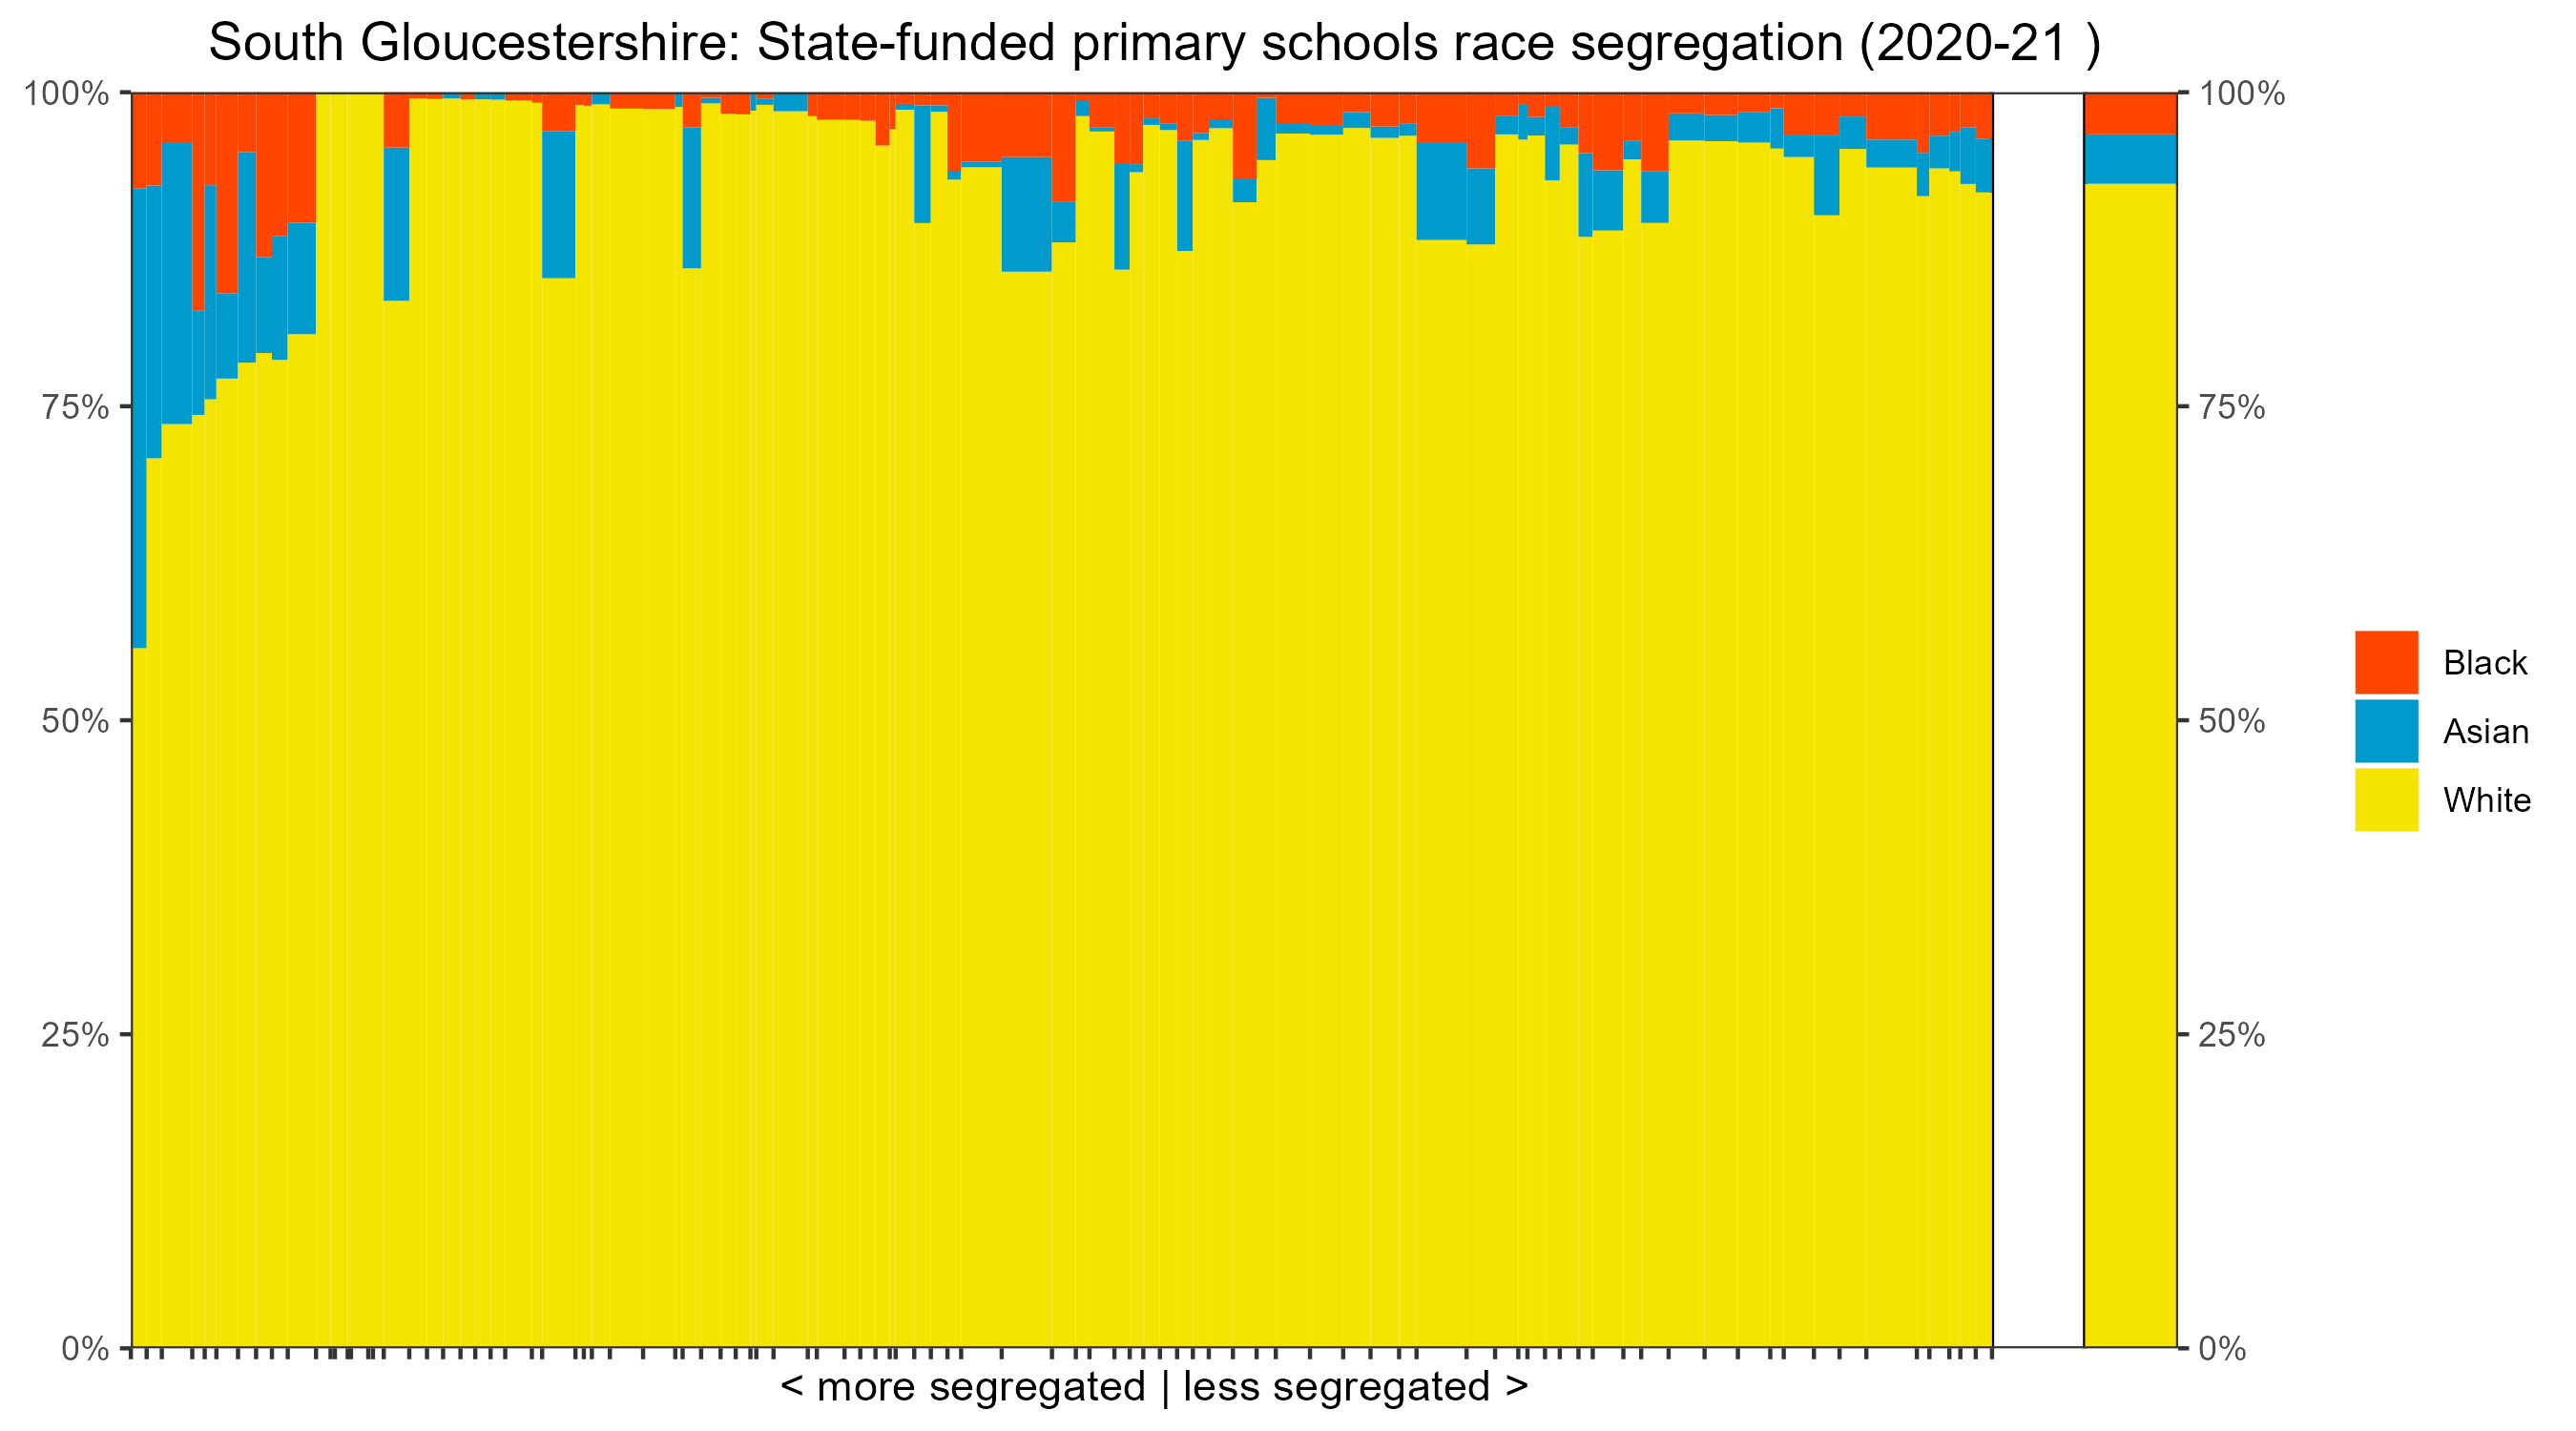 South Gloucestershire: State-funded primary schools race segregation (2020-21 )
100%
75%
50%
25%
0%
100%
75%
50%
25%
0%
Black
Asian
White
< more segregated | less segregated >